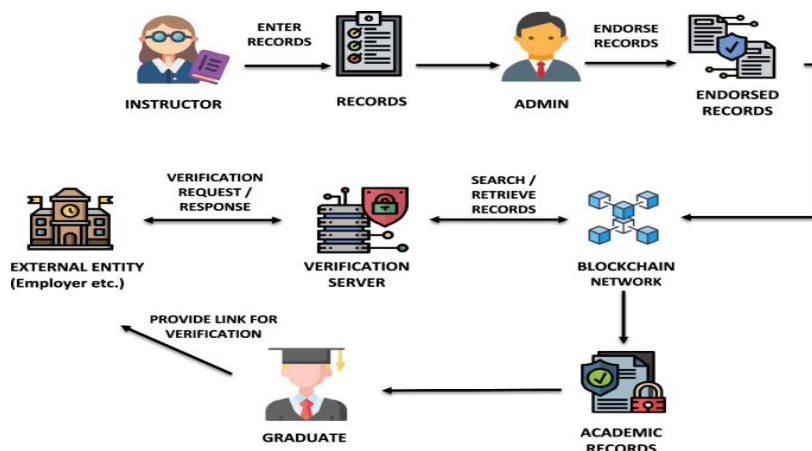 ENTER
RECORDS
ENDORSE
RECORDS
INSTRUCTOR
RECORDS
ADMIN
ENDORSED
RECORDS
VERIFICATION
REQUEST /
RESPONSE
SEARCH /
RETRIEVE
RECORDS
EXTERNAL ENTITY
(Employer etc.)
VERIFICATION
SERVER
BLOCKCHAIN
NETWORK
PROVIDE LINK FOR
VERIFICATION
GRADUATE
ACADEMIC
RECORDS